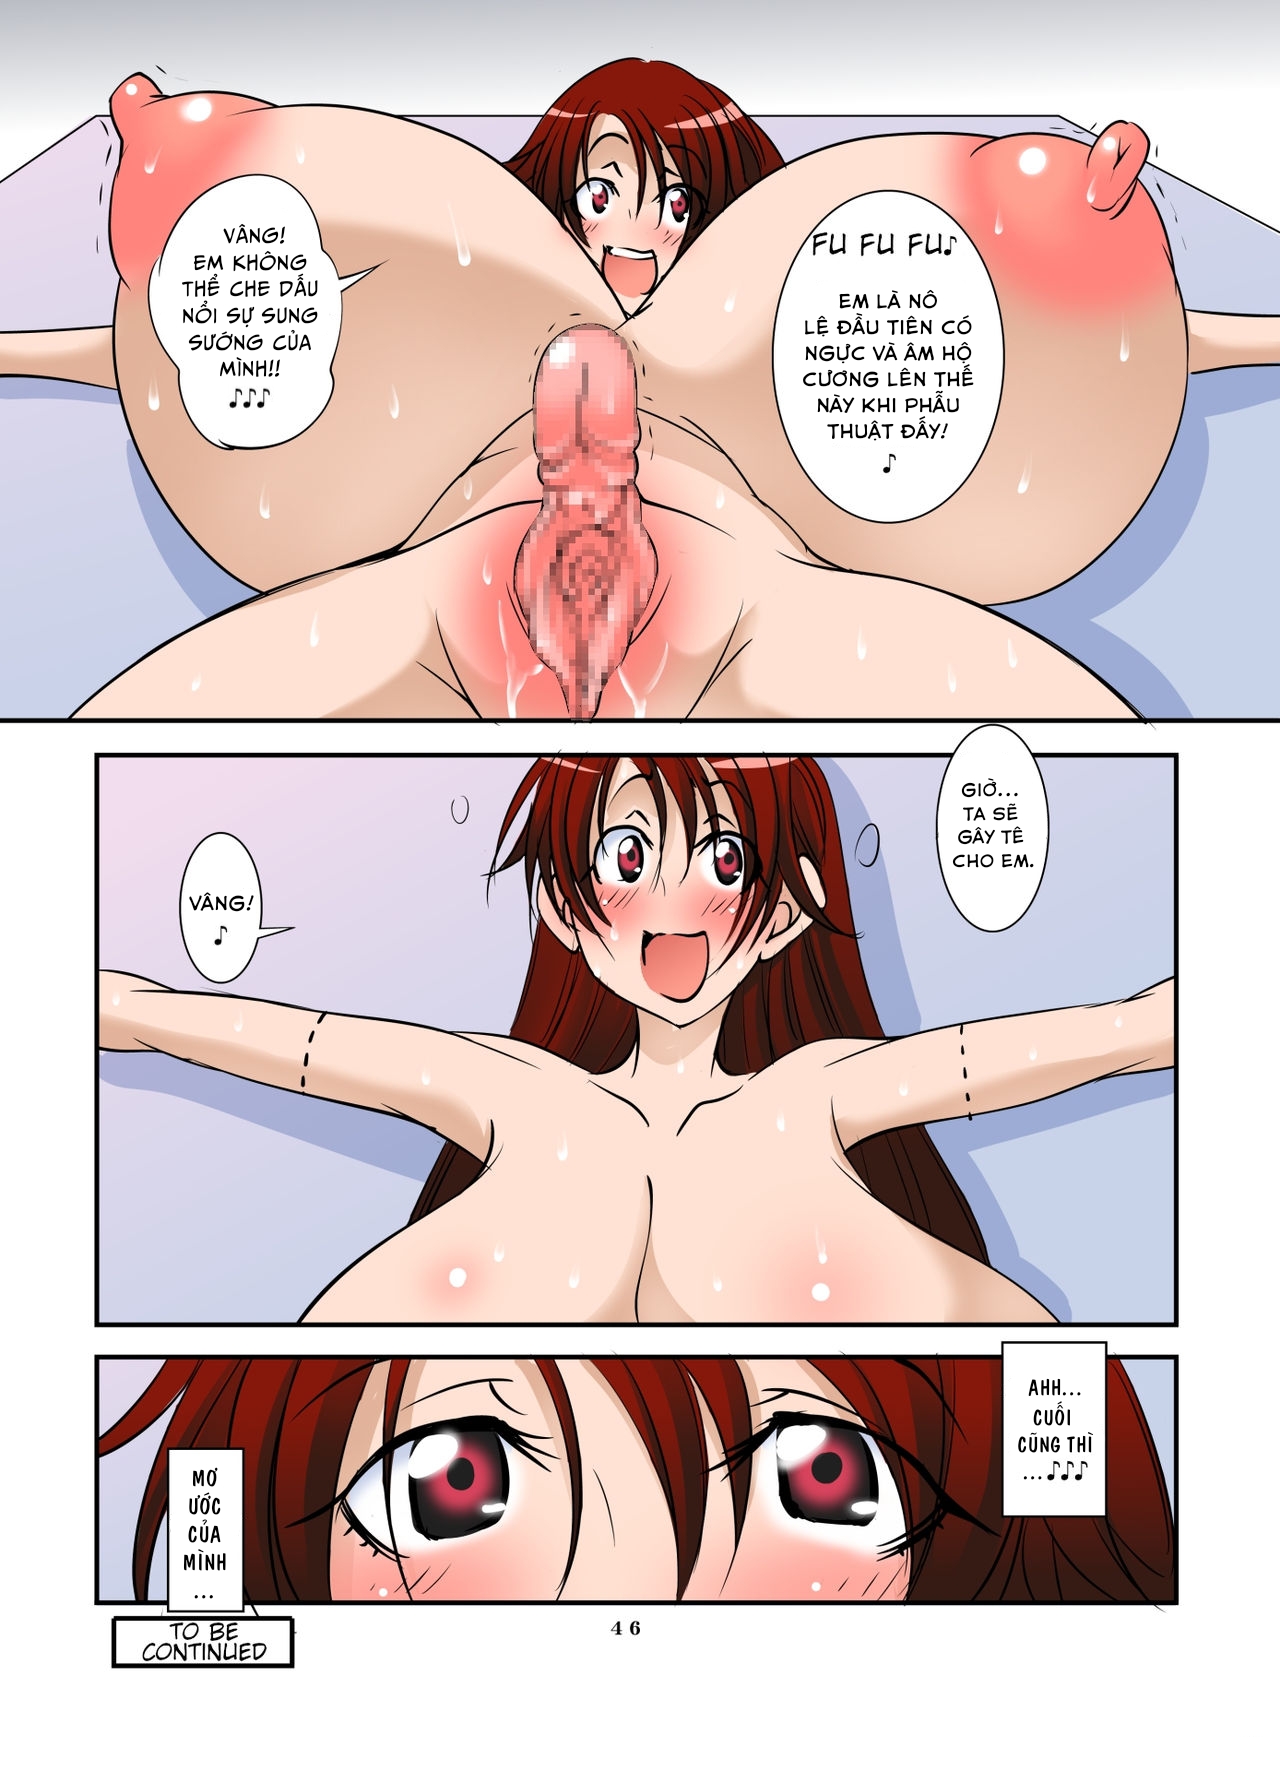 FU FU FU♪
EM LÀ NÔ
LỆ ĐẦU TIÊN CÓ
NGỰC VÀ ÂM HỘ
CƯƠNG LÊN THẾ
NÀY KHI PHẪU
THUẬT ĐẤY!
♪
VÂNG!
EM KHÔNG
THỂ CHE DẤU
NỔI SỰ SUNG
SƯỚNG CỦA
MÌNH!!
♪♪♪
GIỜ...
TA SẼ
GÂY TÊ
CHO EM.
VÂNG!
♪
AHH...
CUỐI
CŨNG THÌ
...♪♪♪
MƠ
ƯỚC
CỦA
MÌNH
...
TO BE
CONTINUED
46